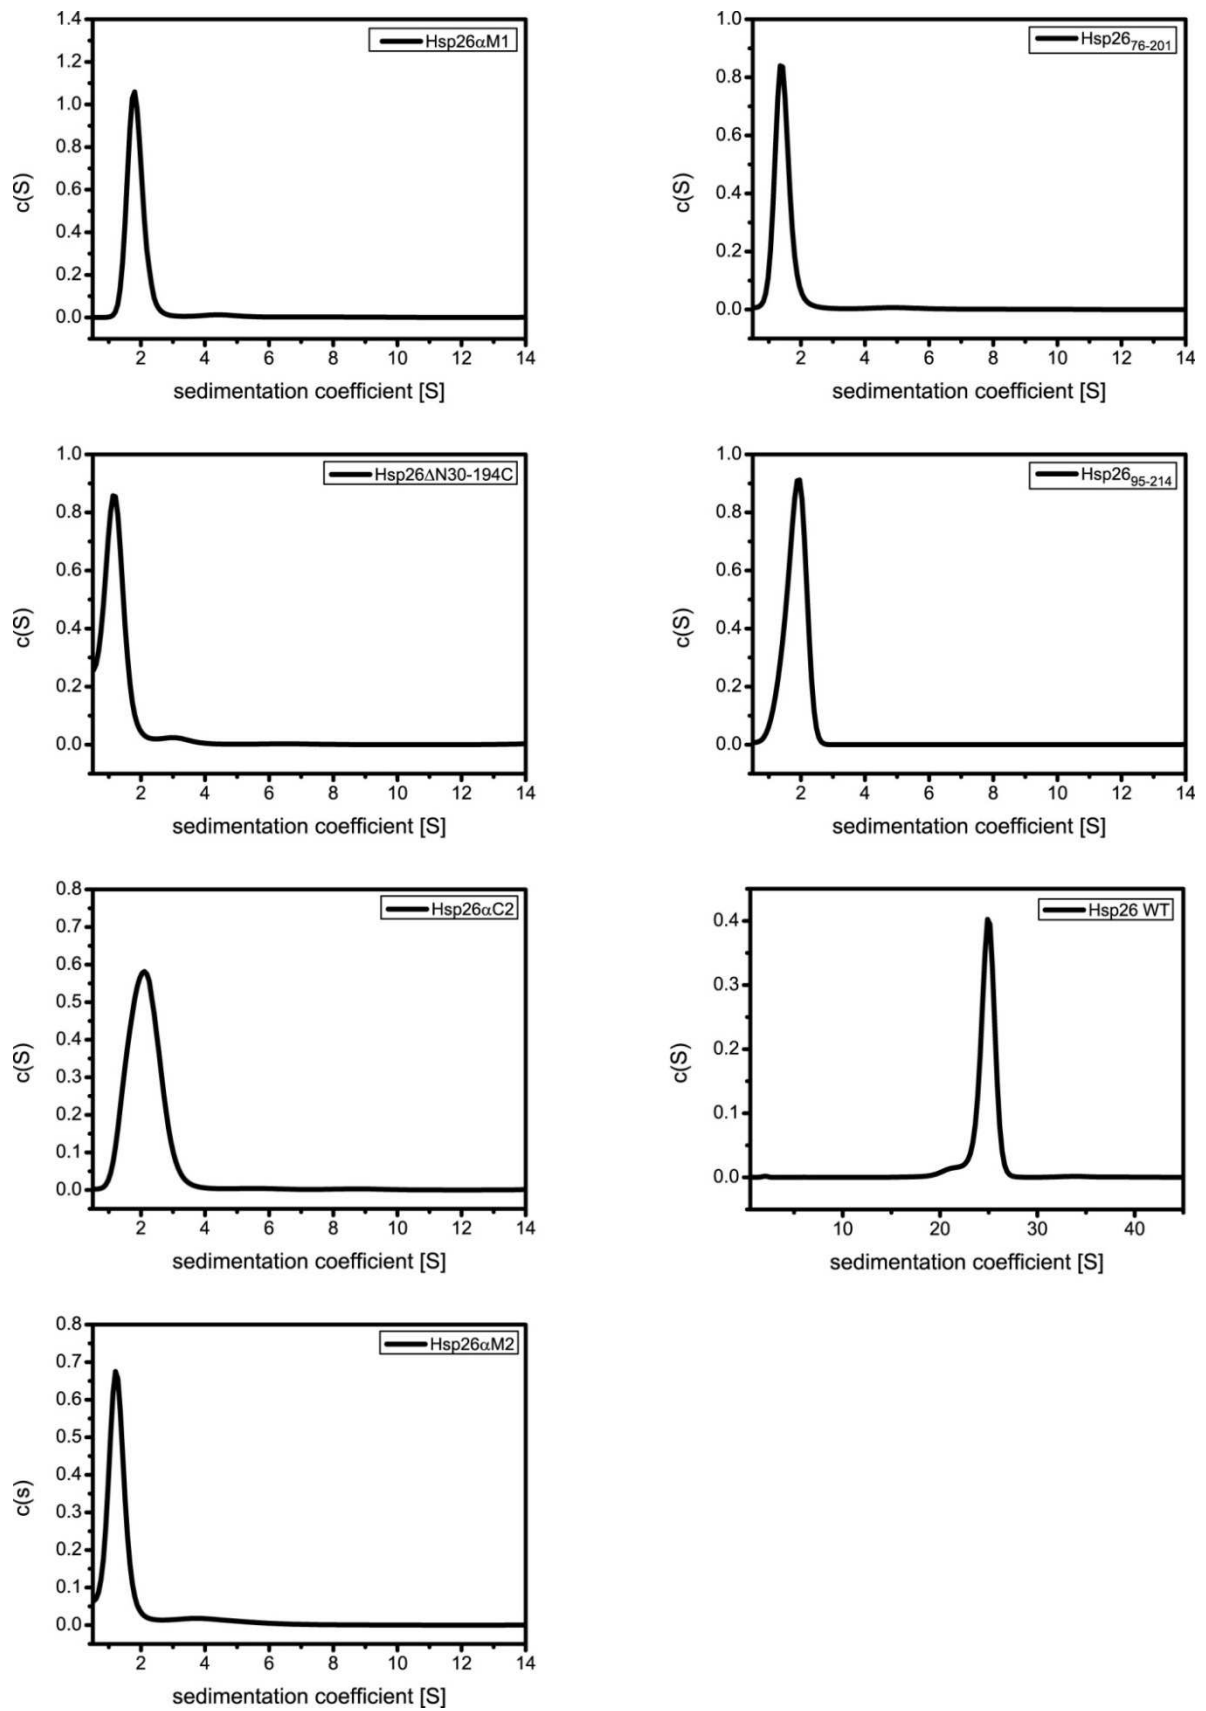 Hsp26αM1
c(S)
1.4
1.2
1.0
0.8
0.6
0.4
0.2
0.0
2 4 6 8 10 12 14
sedimentation coefficient [S]
Hsp26₇₆₋₂₀₁
c(S)
1.0
0.8
0.6
0.4
0.2
0.0
2 4 6 8 10 12 14
sedimentation coefficient [S]
Hsp26ΔN30-194C
c(S)
1.0
0.8
0.6
0.4
0.2
0.0
2 4 6 8 10 12 14
sedimentation coefficient [S]
Hsp26₉₅₋₂₁₄
c(S)
1.0
0.8
0.6
0.4
0.2
0.0
2 4 6 8 10 12 14
sedimentation coefficient [S]
Hsp26αC2
c(S)
0.8
0.7
0.6
0.5
0.4
0.3
0.2
0.1
0.0
2 4 6 8 10 12 14
sedimentation coefficient [S]
Hsp26 WT
c(S)
0.4
0.3
0.2
0.1
0.0
10 20 30 40
sedimentation coefficient [S]
Hsp26αM2
c(s)
0.8
0.7
0.6
0.5
0.4
0.3
0.2
0.1
0.0
2 4 6 8 10 12 14
sedimentation coefficient [S]